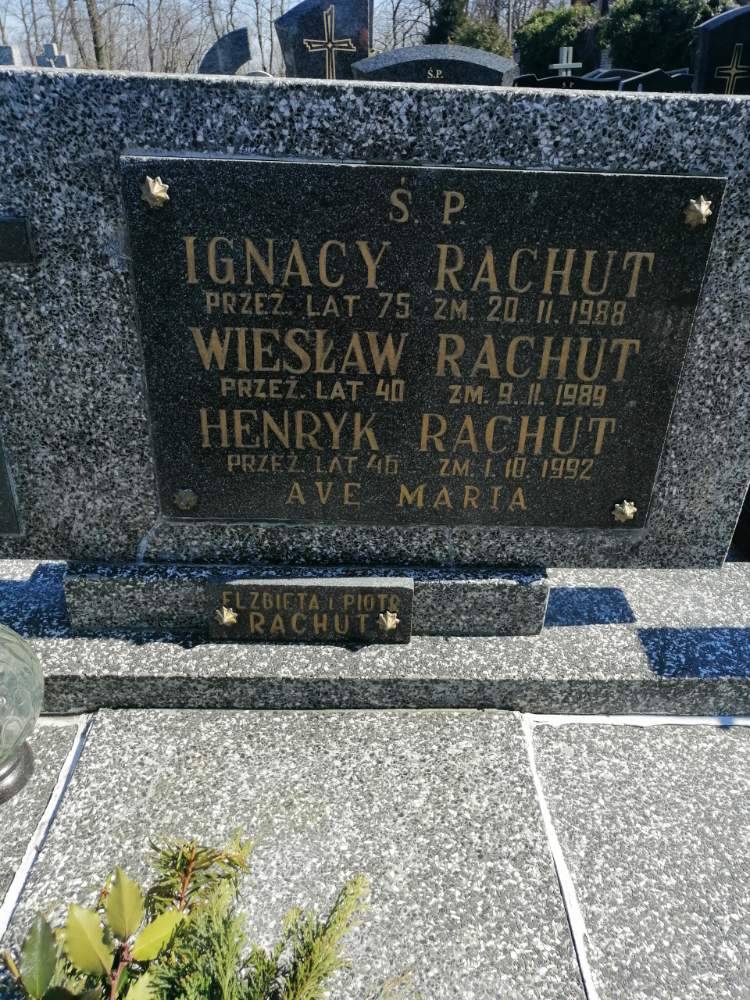 Ś.P.
Ś. P.
IGNACY RACHUT
PRZEŻ. LAT 75 ZM. 20. 11. 1988
WIESŁAW RACHUT
PRZEŻ. LAT 40 ZM. 9. 11. 1989
HENRYK RACHUT
PRZEŻ. LAT 46 ZM. 1. 10. 1992
AVE MARIA
ELŻBIETA i PIOTR
RACHUT